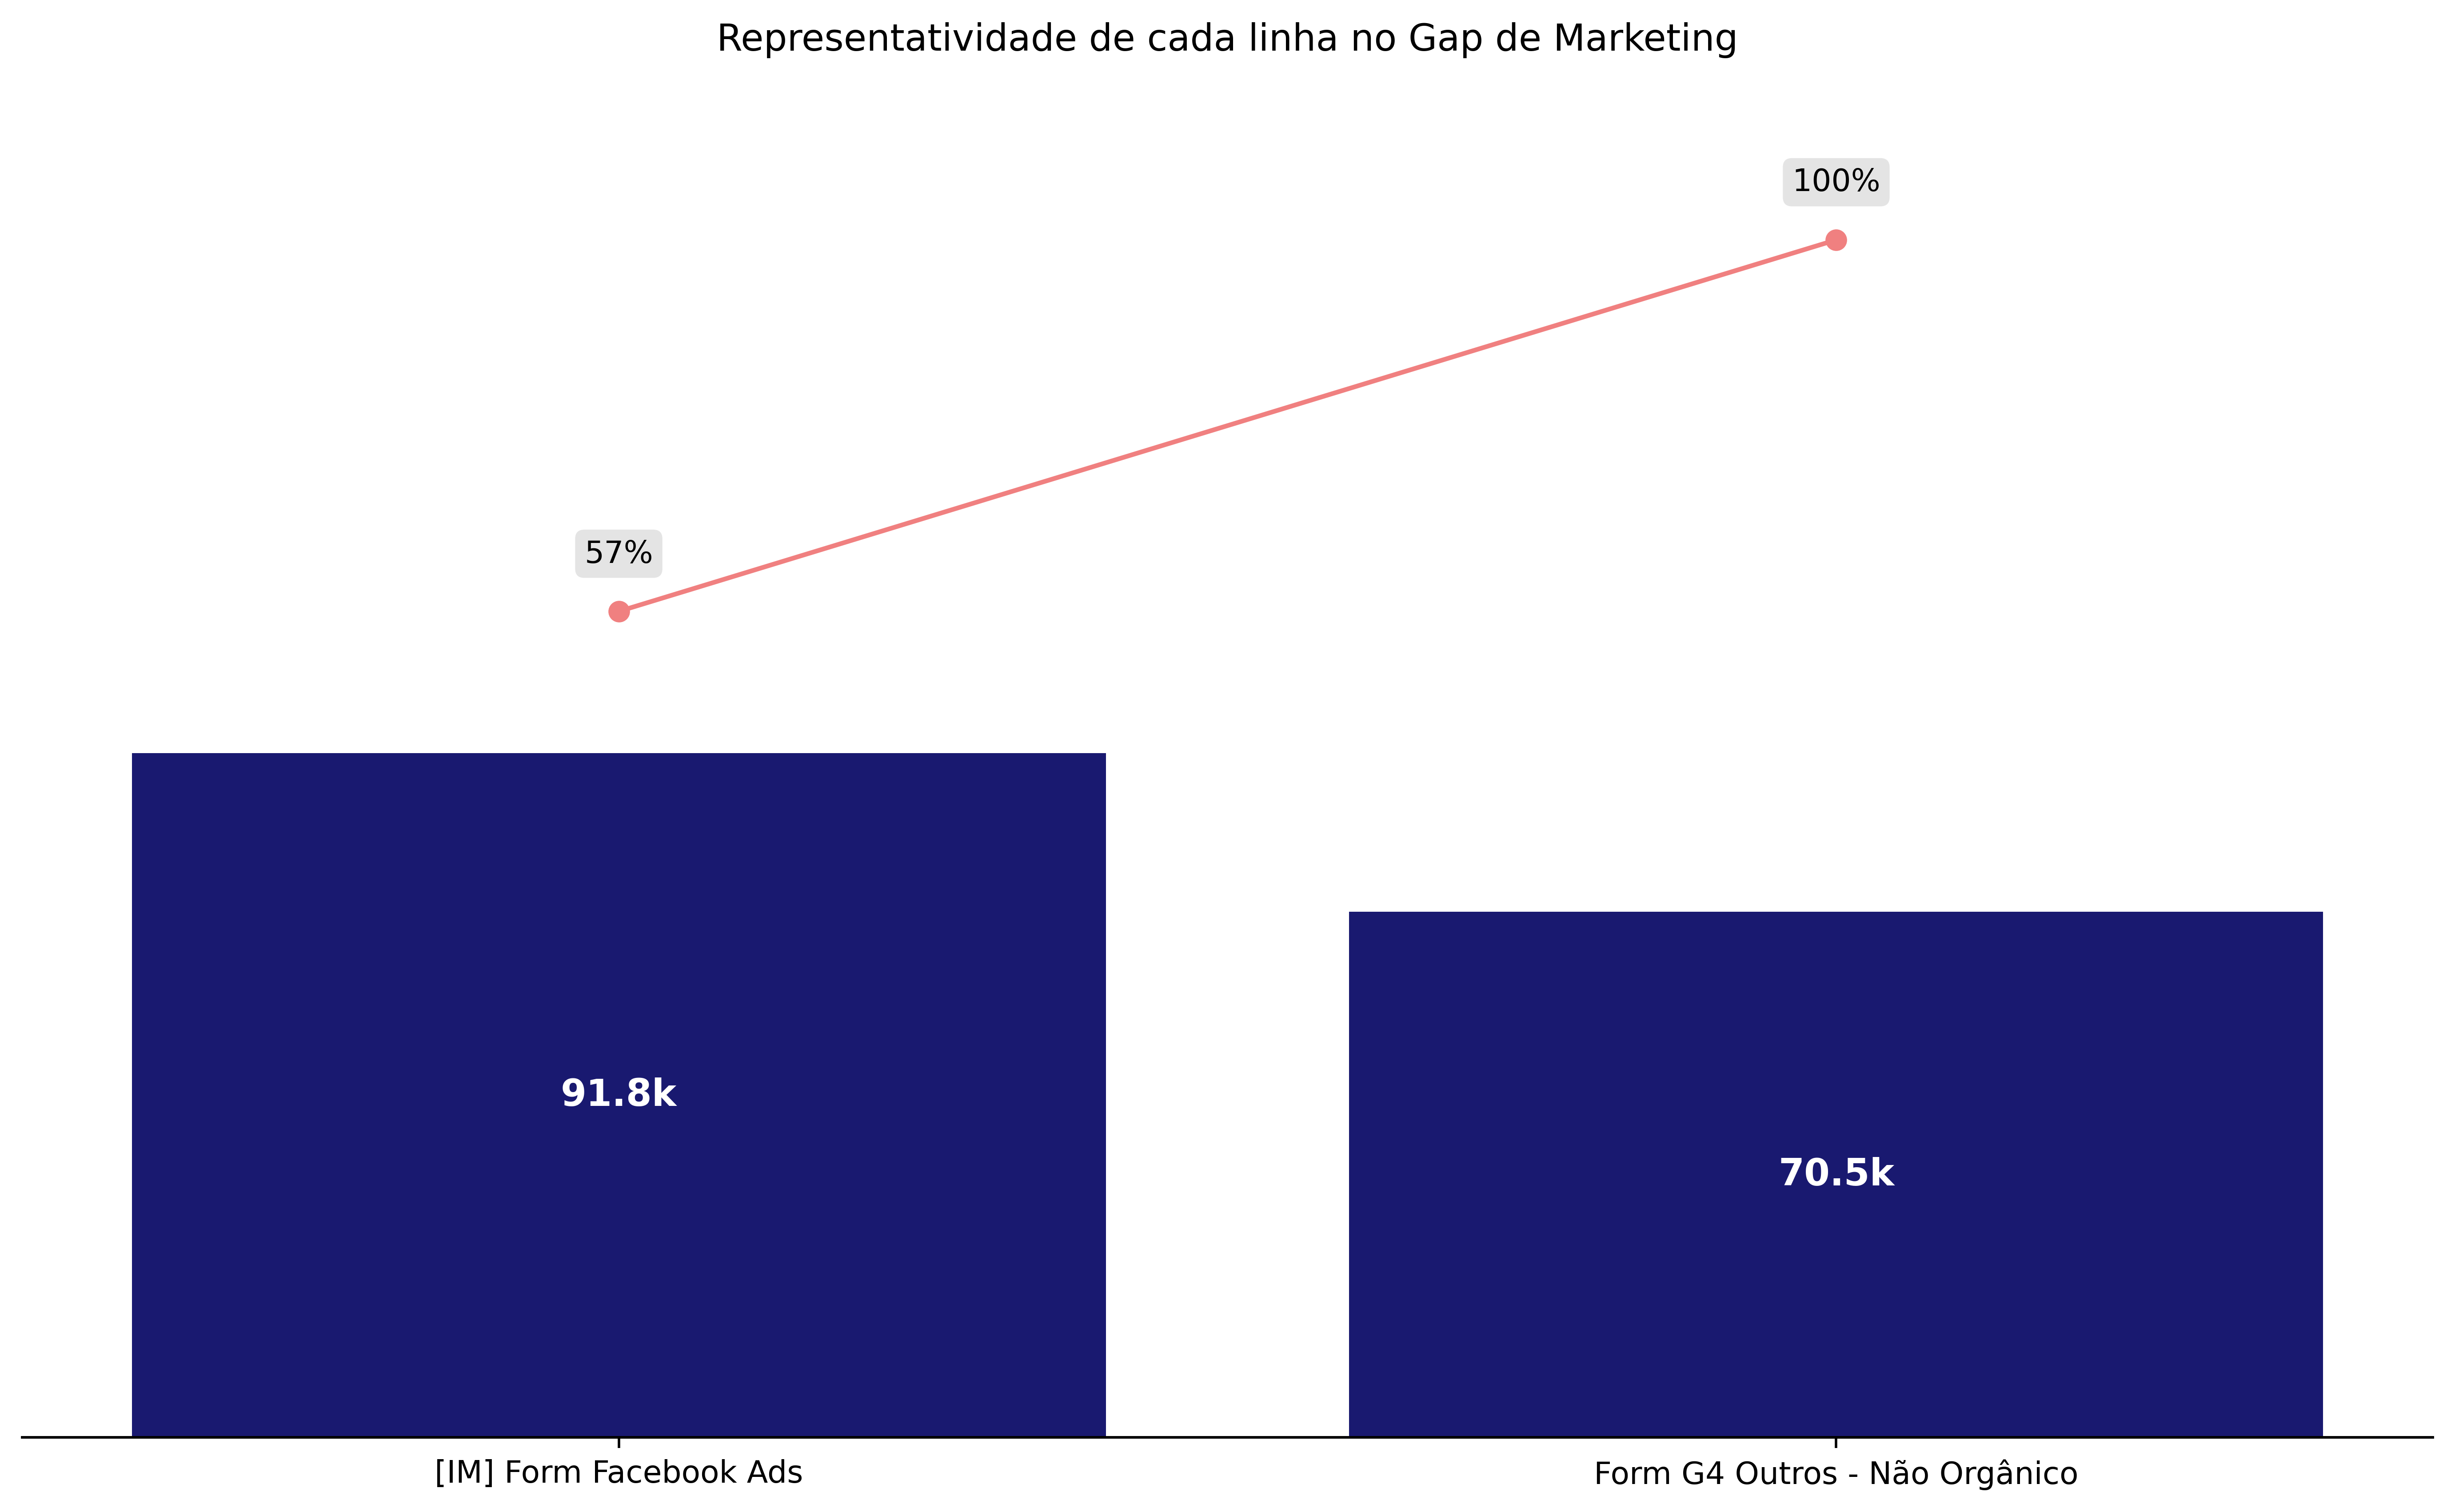 Representatividade de cada linha no Gap de Marketing
100%
57%
91.8k
70.5k
[IM] Form Facebook Ads
Form G4 Outros - Não Orgânico